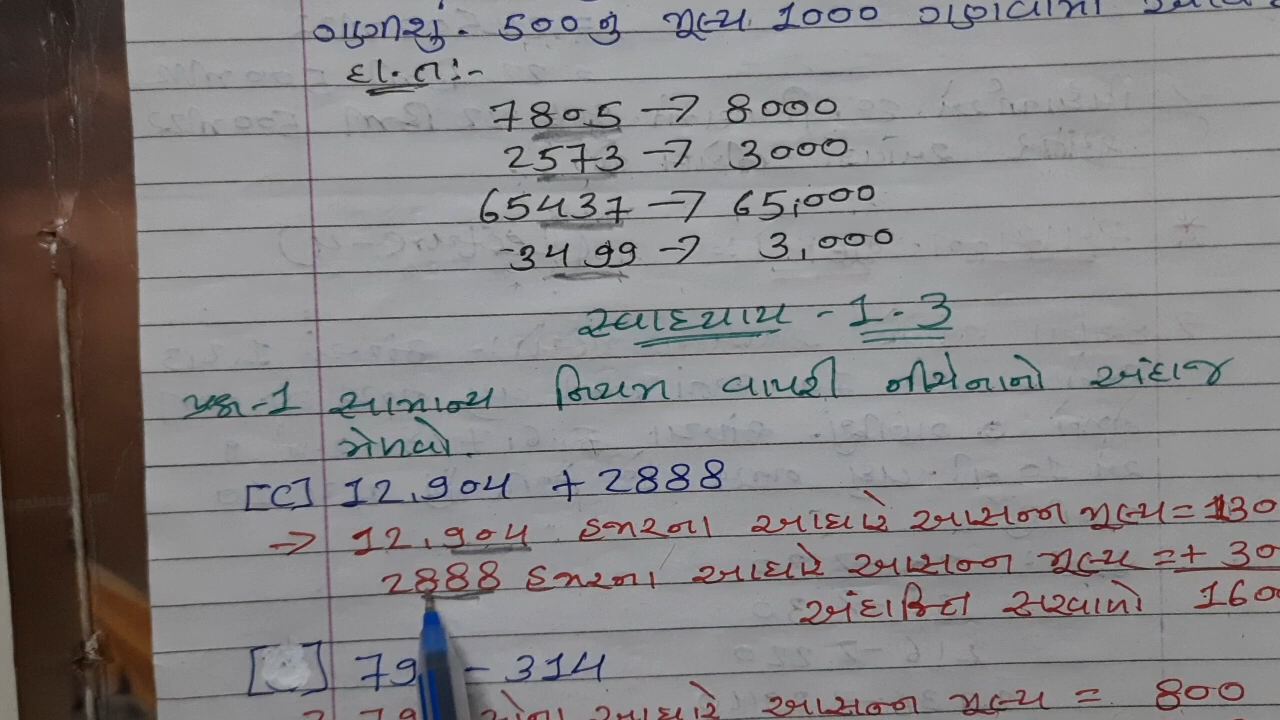 ગણાશું. 500નું મૂલ્ય 1000 ગણવામાં
દા.ત:-
7805 → 8000
2573 → 3000
65437 → 65,000
3499 → 3,000
સ્વાધ્યાય - 1.3
પ્રશ્ન-1 સામાન્ય નિયમ વાપરી નીચેનાનો અંદાજ
મેળવો.
[C] 12,904 + 2888
→ 12,904 હજારના આધારે આસન્ન મૂલ્ય = 130
2888 હજારના આધારે આસન્ન મૂલ્ય = + 30
અંદાજિત સરવાળો 160
[C] 79 - 314
આધારે આસન્ન મૂલ્ય = 800